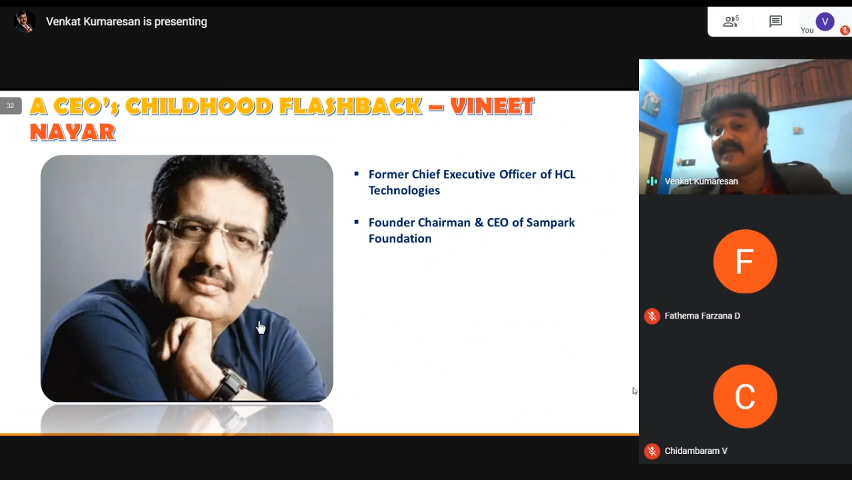 Venkat Kumaresan is presenting
5
You
V
32
A CEO's CHILDHOOD FLASHBACK – VINEET
NAYAR
Former Chief Executive Officer of HCL
Technologies
Founder Chairman & CEO of Sampark
Foundation
Venkat Kumaresan
F
Fathema Farzana D
C
Chidambaram V